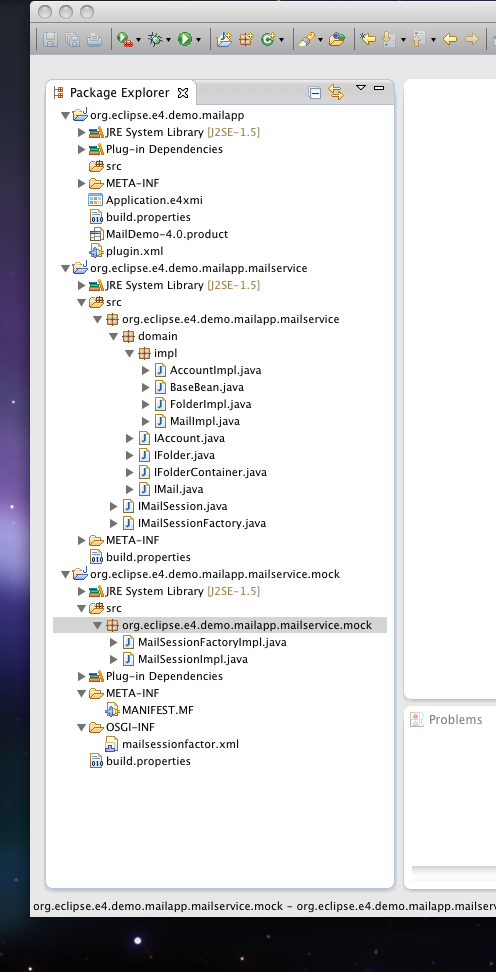 Package Explorer
org.eclipse.e4.demo.mailapp
JRE System Library [J2SE-1.5]
Plug-in Dependencies
src
META-INF
Application.e4xmi
build.properties
MailDemo-4.0.product
plugin.xml
org.eclipse.e4.demo.mailapp.mailservice
JRE System Library [J2SE-1.5]
src
org.eclipse.e4.demo.mailapp.mailservice
domain
impl
AccountImpl.java
BaseBean.java
FolderImpl.java
MailImpl.java
IAccount.java
IFolder.java
IFolderContainer.java
IMail.java
IMailSession.java
IMailSessionFactory.java
META-INF
build.properties
org.eclipse.e4.demo.mailapp.mailservice.mock
JRE System Library [J2SE-1.5]
src
org.eclipse.e4.demo.mailapp.mailservice.mock
MailSessionFactoryImpl.java
MailSessionImpl.java
Plug-in Dependencies
META-INF
MANIFEST.MF
OSGI-INF
mailsessionfactor.xml
build.properties
Problems
org.eclipse.e4.demo.mailapp.mailservice.mock - org.eclipse.e4.demo.mailapp.mailserv